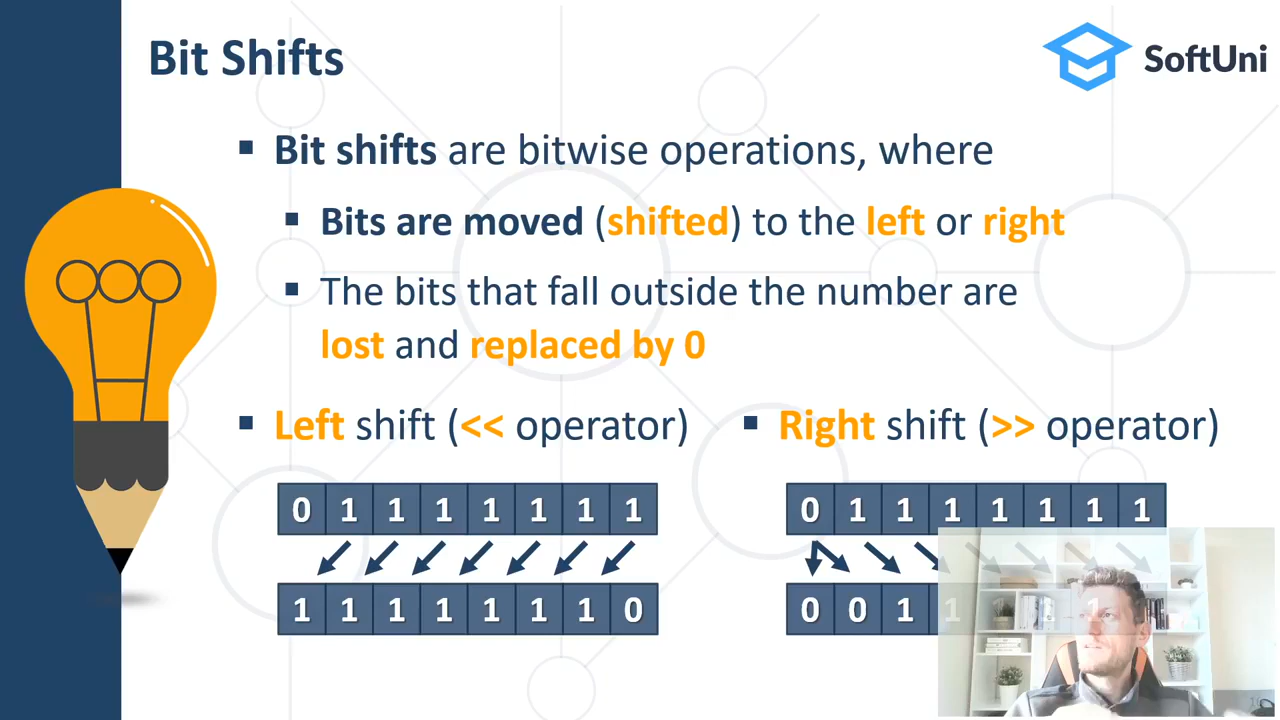 Bit Shifts
SoftUni
▪ Bit shifts are bitwise operations, where
▪ Bits are moved (shifted) to the left or right
▪ The bits that fall outside the number are
lost and replaced by 0
▪ Left shift (<< operator)
▪ Right shift (>> operator)
0 1 1 1 1 1 1 1
0 1 1 1 1 1 1 1
1 1 1 1 1 1 1 0
0 0 1 1 1